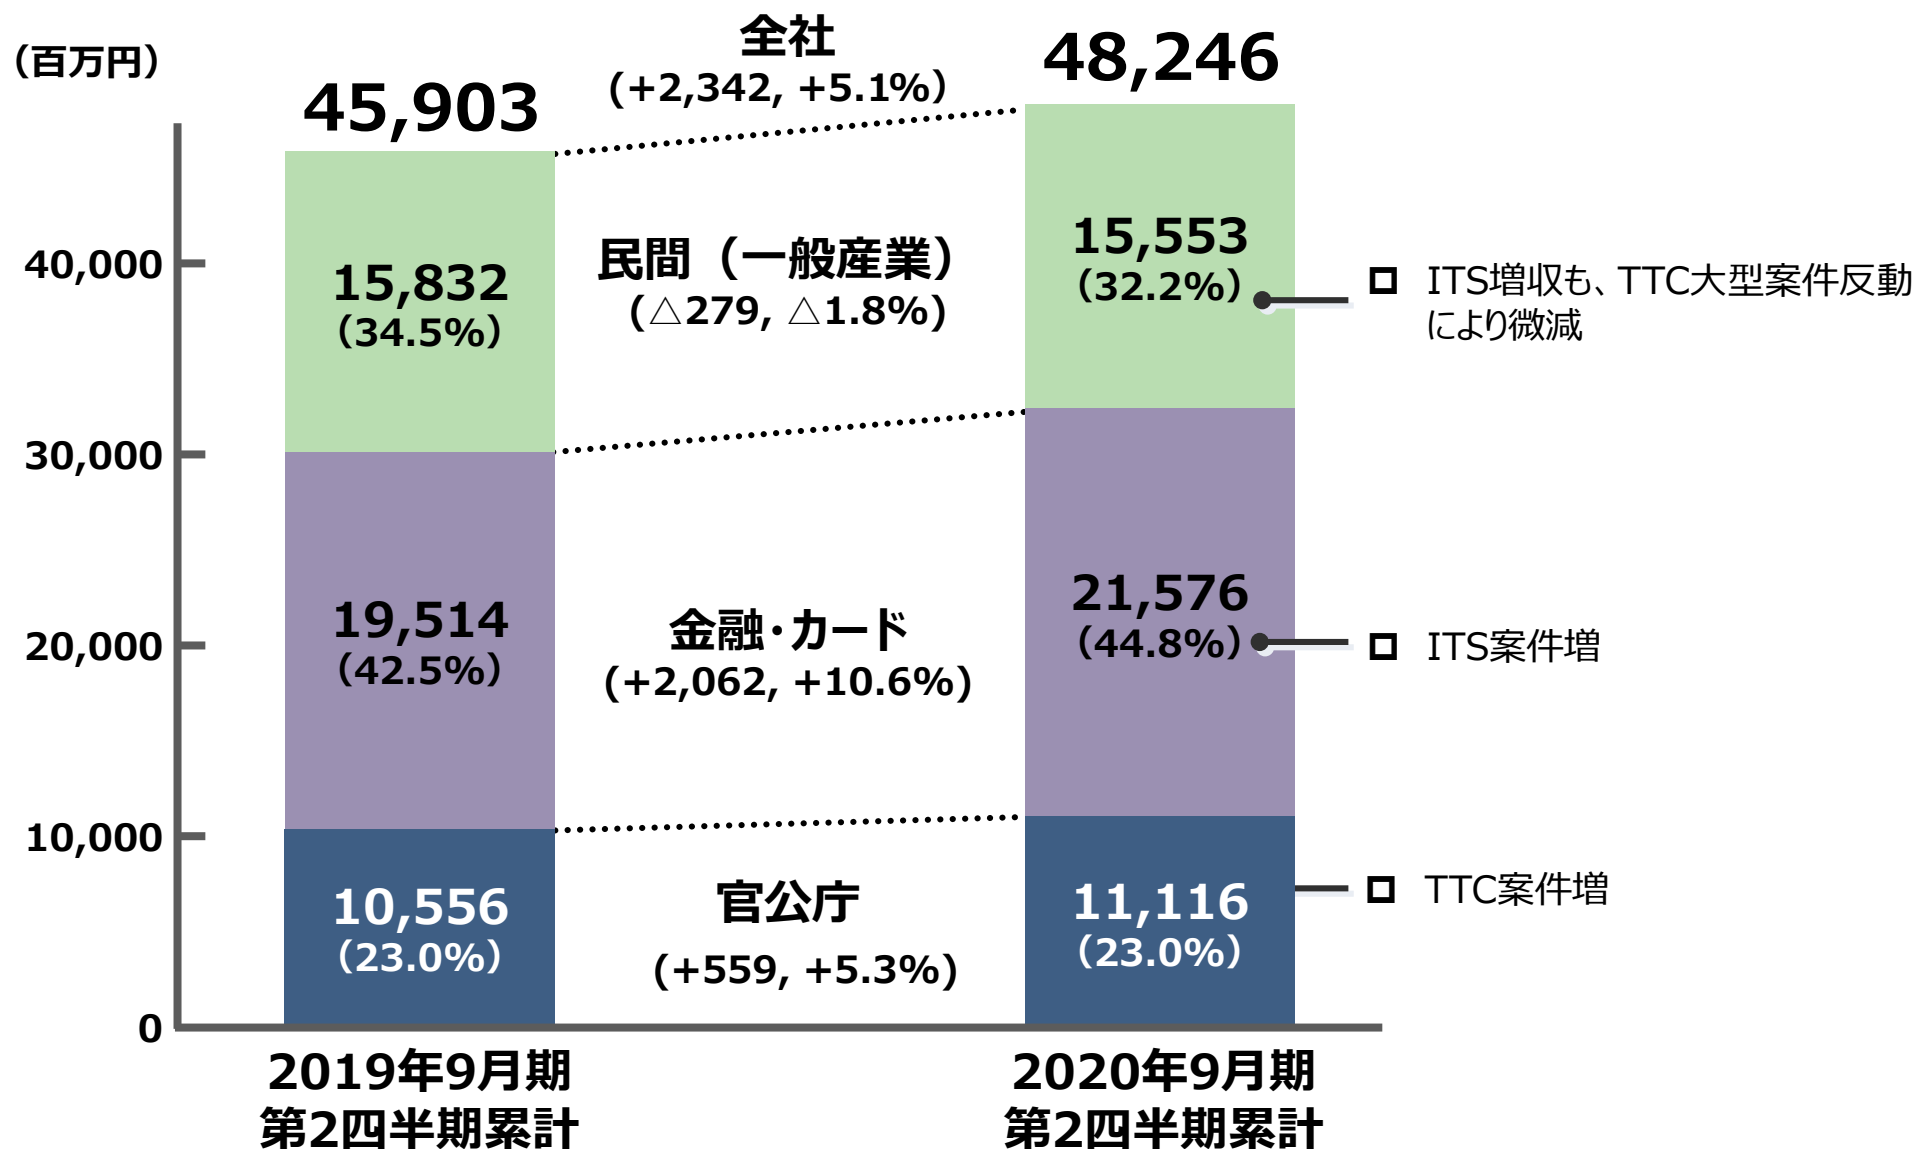 （百万円）
全社
(+2,342, +5.1%)
45,903
48,246
40,000
30,000
20,000
10,000
0
15,832
(34.5%)
民間（一般産業）
(△279, △1.8%)
15,553
(32.2%)
ITS増収も、TTC大型案件反動
により微減
19,514
(42.5%)
金融・カード
(+2,062, +10.6%)
21,576
(44.8%)
ITS案件増
10,556
(23.0%)
官公庁
(+559, +5.3%)
11,116
(23.0%)
TTC案件増
2019年9月期
第2四半期累計
2020年9月期
第2四半期累計